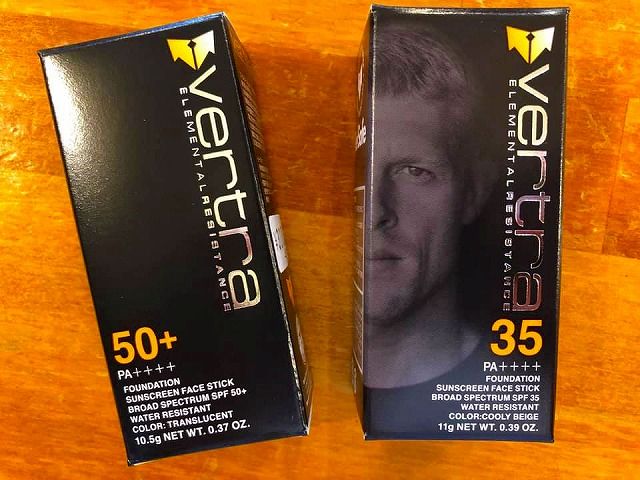 vertra
ELEMENTALRESISTANCE
50+
PA++++
FOUNDATION
SUNSCREEN FACE STICK
BROAD SPECTRUM SPF 50+
WATER RESISTANT
COLOR: TRANSLUCENT
10.5g NET WT. 0.37 OZ.
vertra
ELEMENTALRESISTANCE
35
PA++++
FOUNDATION
SUNSCREEN FACE STICK
BROAD SPECTRUM SPF 35
WATER RESISTANT
COLOR:COOLY BEIGE
11g NET WT. 0.39 OZ.